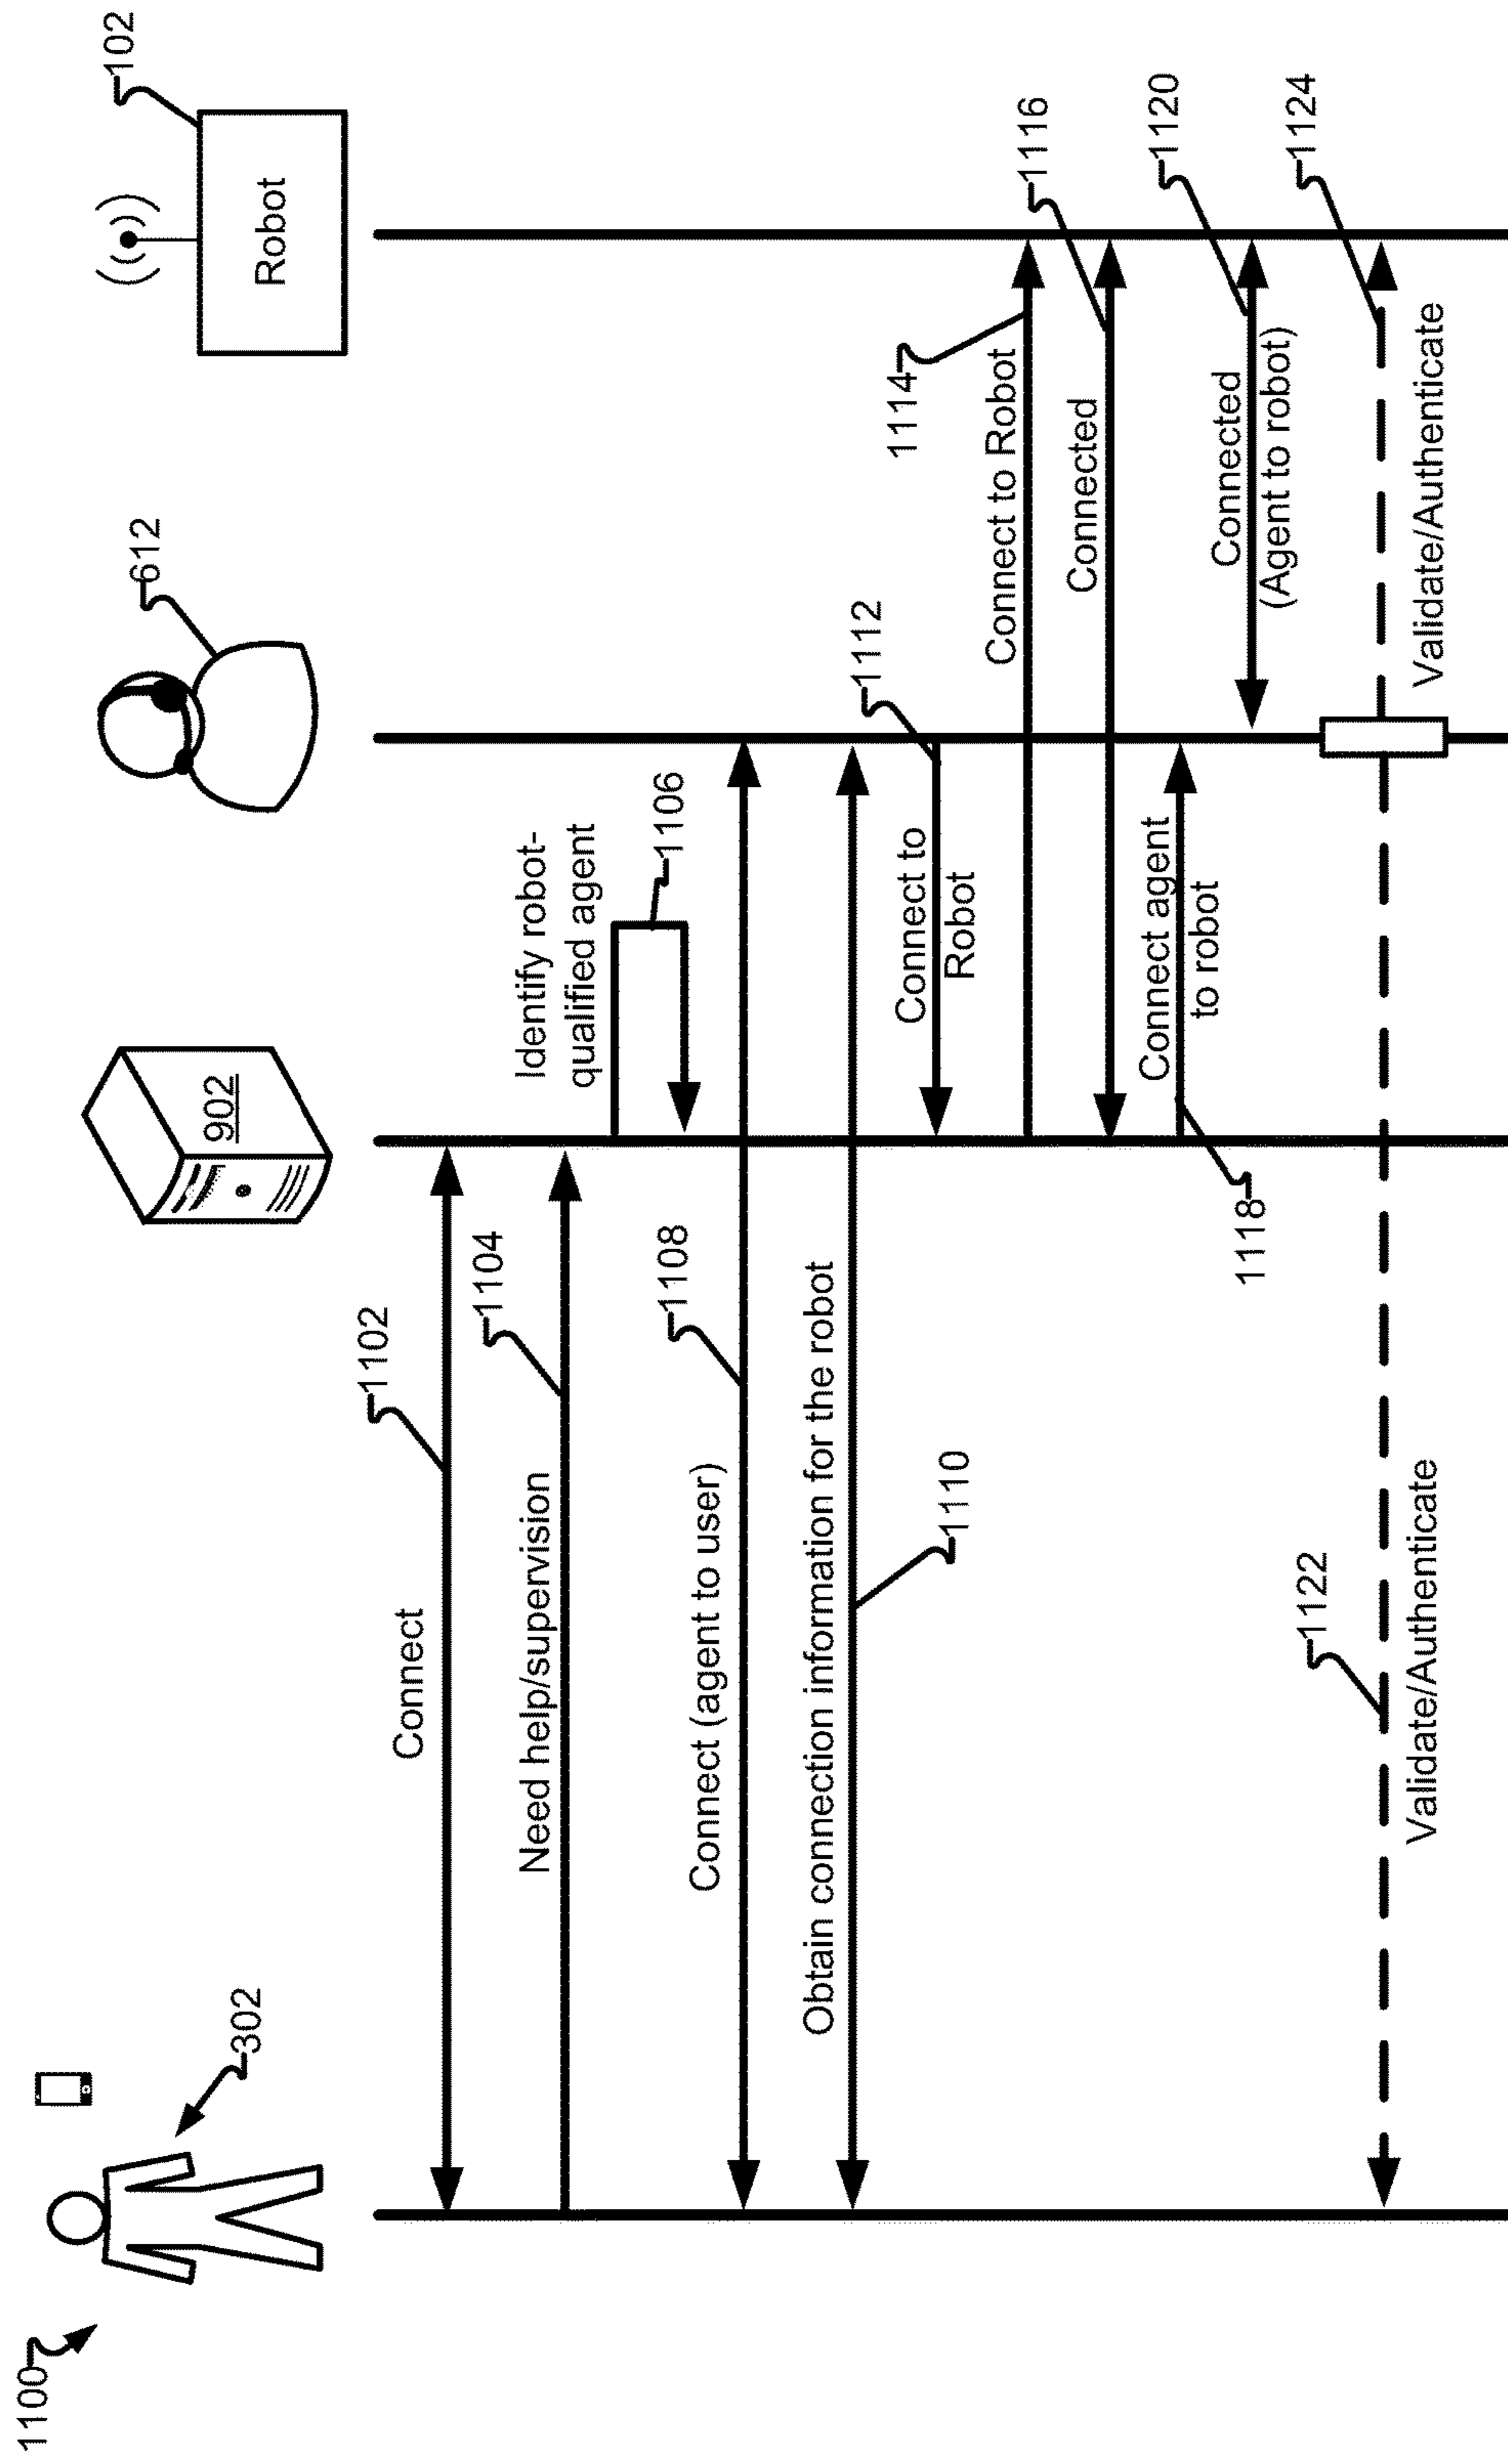 1100
302
902
612
102
Robot
Connect
1102
Need help/supervision
1104
Identify robot-
qualified agent
1106
Connect (agent to user)
1108
Obtain connection information for the robot
1110
Connect to
Robot
1112
Connect to Robot
1114
Connected
1116
Connect agent
to robot
1118
Connected
(Agent to robot)
1120
Validate/Authenticate
1122
Validate/Authenticate
1124